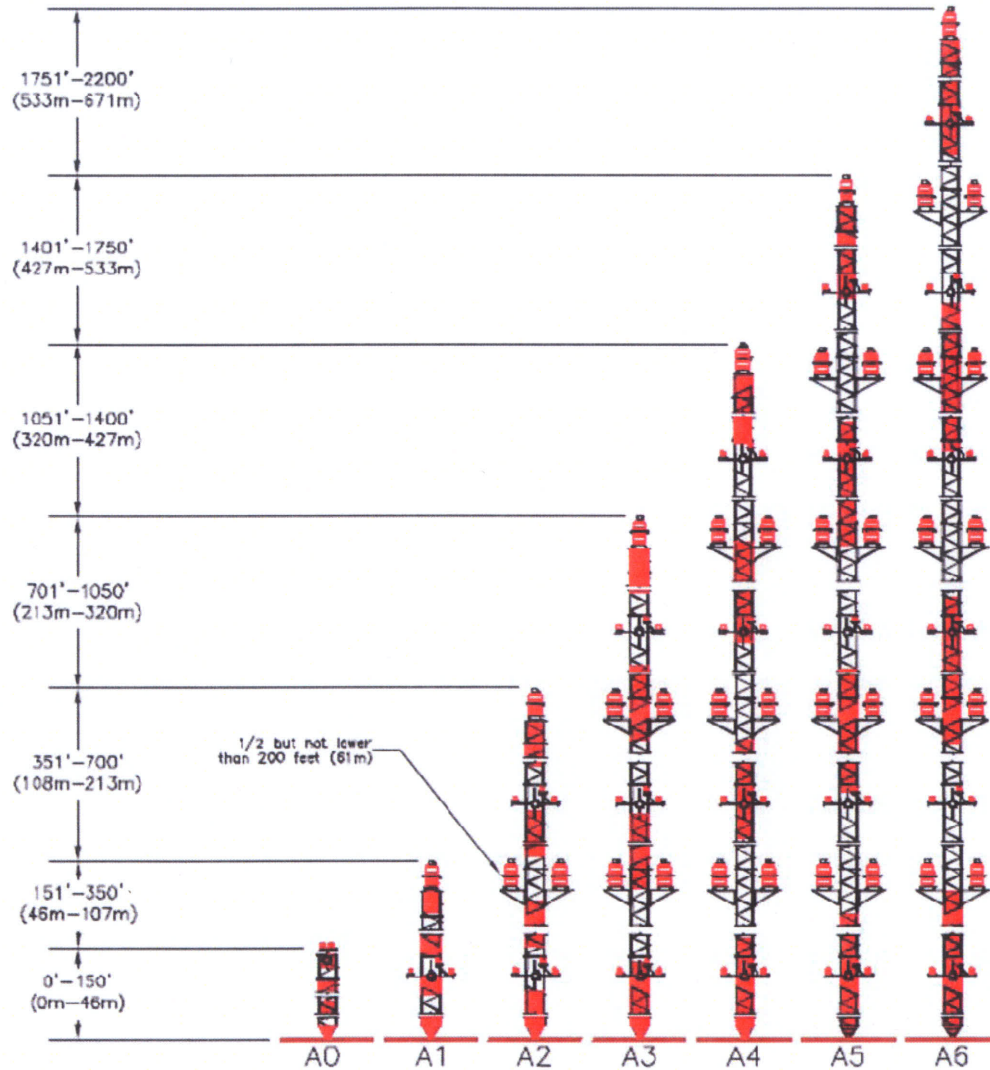 1751'-2200'
(533m-671m)
1401'-1750'
(427m-533m)
1051'-1400'
(320m-427m)
701'-1050'
(213m-320m)
351'-700'
(108m-213m)
1/2 but not lower
than 200 feet (61m)
151'-350'
(46m-107m)
0'-150'
(0m-46m)
A0 A1 A2 A3 A4 A5 A6